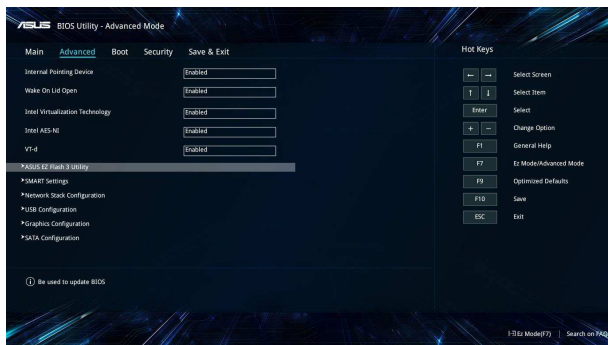 ASUS BIOS Utility - Advanced Mode
Main Advanced Boot Security Save & Exit
Internal Pointing Device Enabled
Wake On Lid Open Enabled
Intel Virtualization Technology Enabled
Intel AES-NI Enabled
VT-d Enabled
ASUS EZ Flash 3 Utility
SMART Settings
Network Stack Configuration
USB Configuration
Graphics Configuration
SATA Configuration
Be used to update BIOS
Hot Keys
← → Select Screen
↑ ↓ Select Item
Enter Select
+ − Change Option
F1 General Help
F7 Ez Mode/Advanced Mode
F9 Optimized Defaults
F10 Save
ESC Exit
Ez Mode(F7) | Search on FAQ